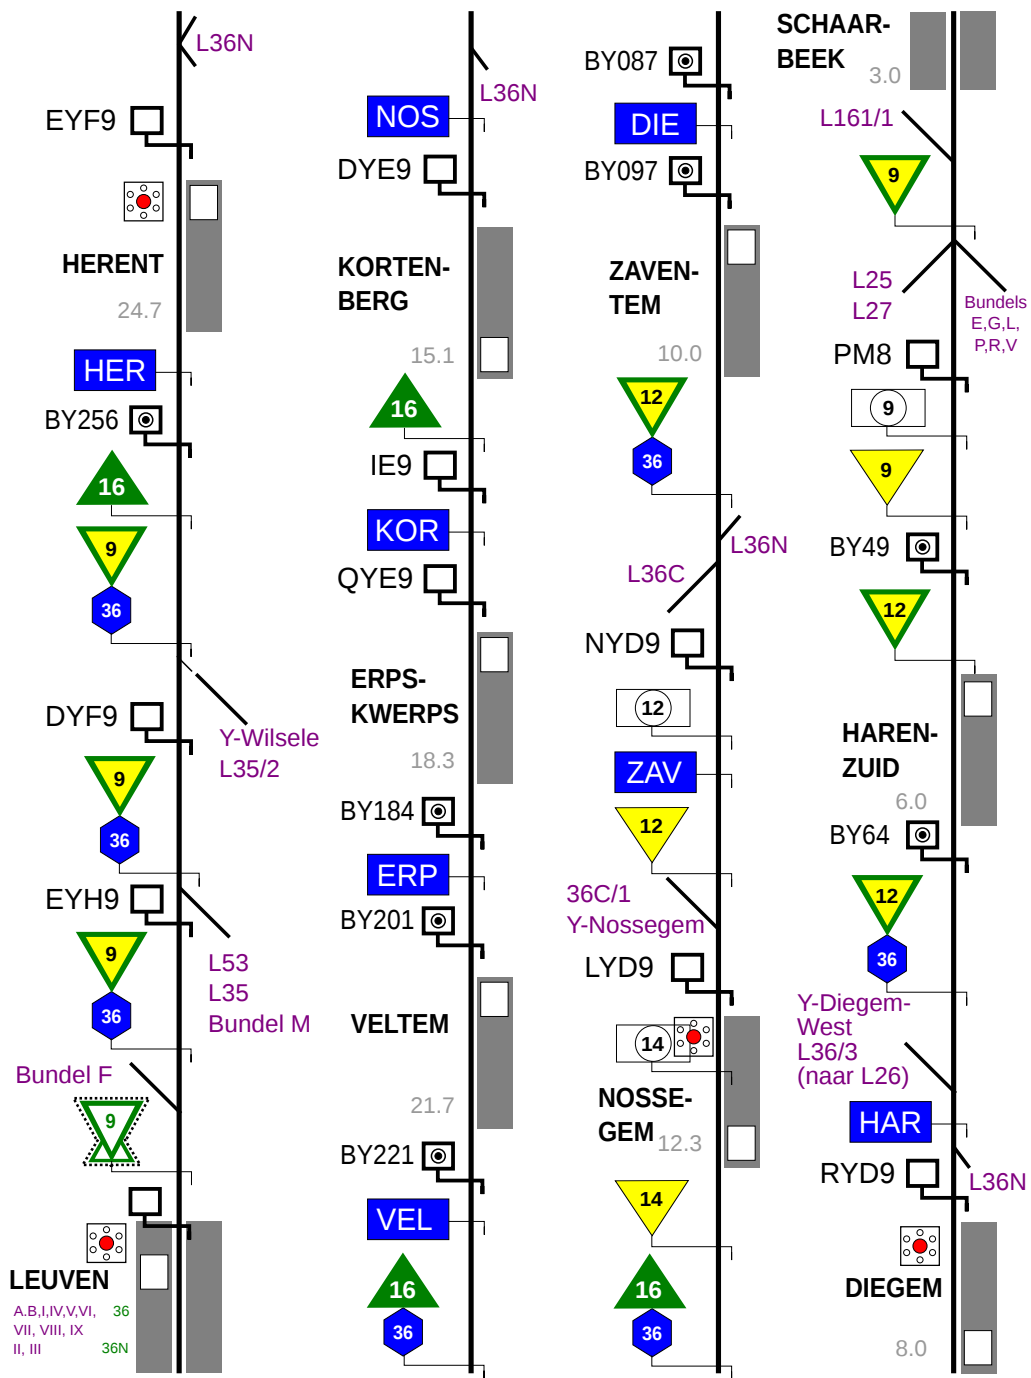 L36N
EYF9
HERENT
24.7
HER
BY256
16
9
36
Y-Wilsele
L35/2
DYF9
9
36
EYH9
L53
L35
Bundel M
9
36
Bundel F
9
LEUVEN
A.B,I,IV,V,VI, 36
VII, VIII, IX
II, III 36N
L36N
NOS
DYE9
KORTEN-
BERG
15.1
16
IE9
KOR
QYE9
ERPS-
KWERPS
18.3
BY184
ERP
BY201
VELTEM
21.7
BY221
VEL
16
36
BY087
DIE
BY097
ZAVEN-
TEM
10.0
12
36
L36N
L36C
NYD9
12
ZAV
12
36C/1
Y-Nossegem
LYD9
14
NOSSE-
GEM 12.3
14
16
36
SCHAAR-
BEEK 3.0
L161/1
9
L25
L27
Bundels
E,G,L,
P,R,V
PM8
9
9
BY49
12
HAREN-
ZUID
6.0
BY64
12
36
Y-Diegem-
West
L36/3
(naar L26)
HAR
L36N
RYD9
DIEGEM
8.0